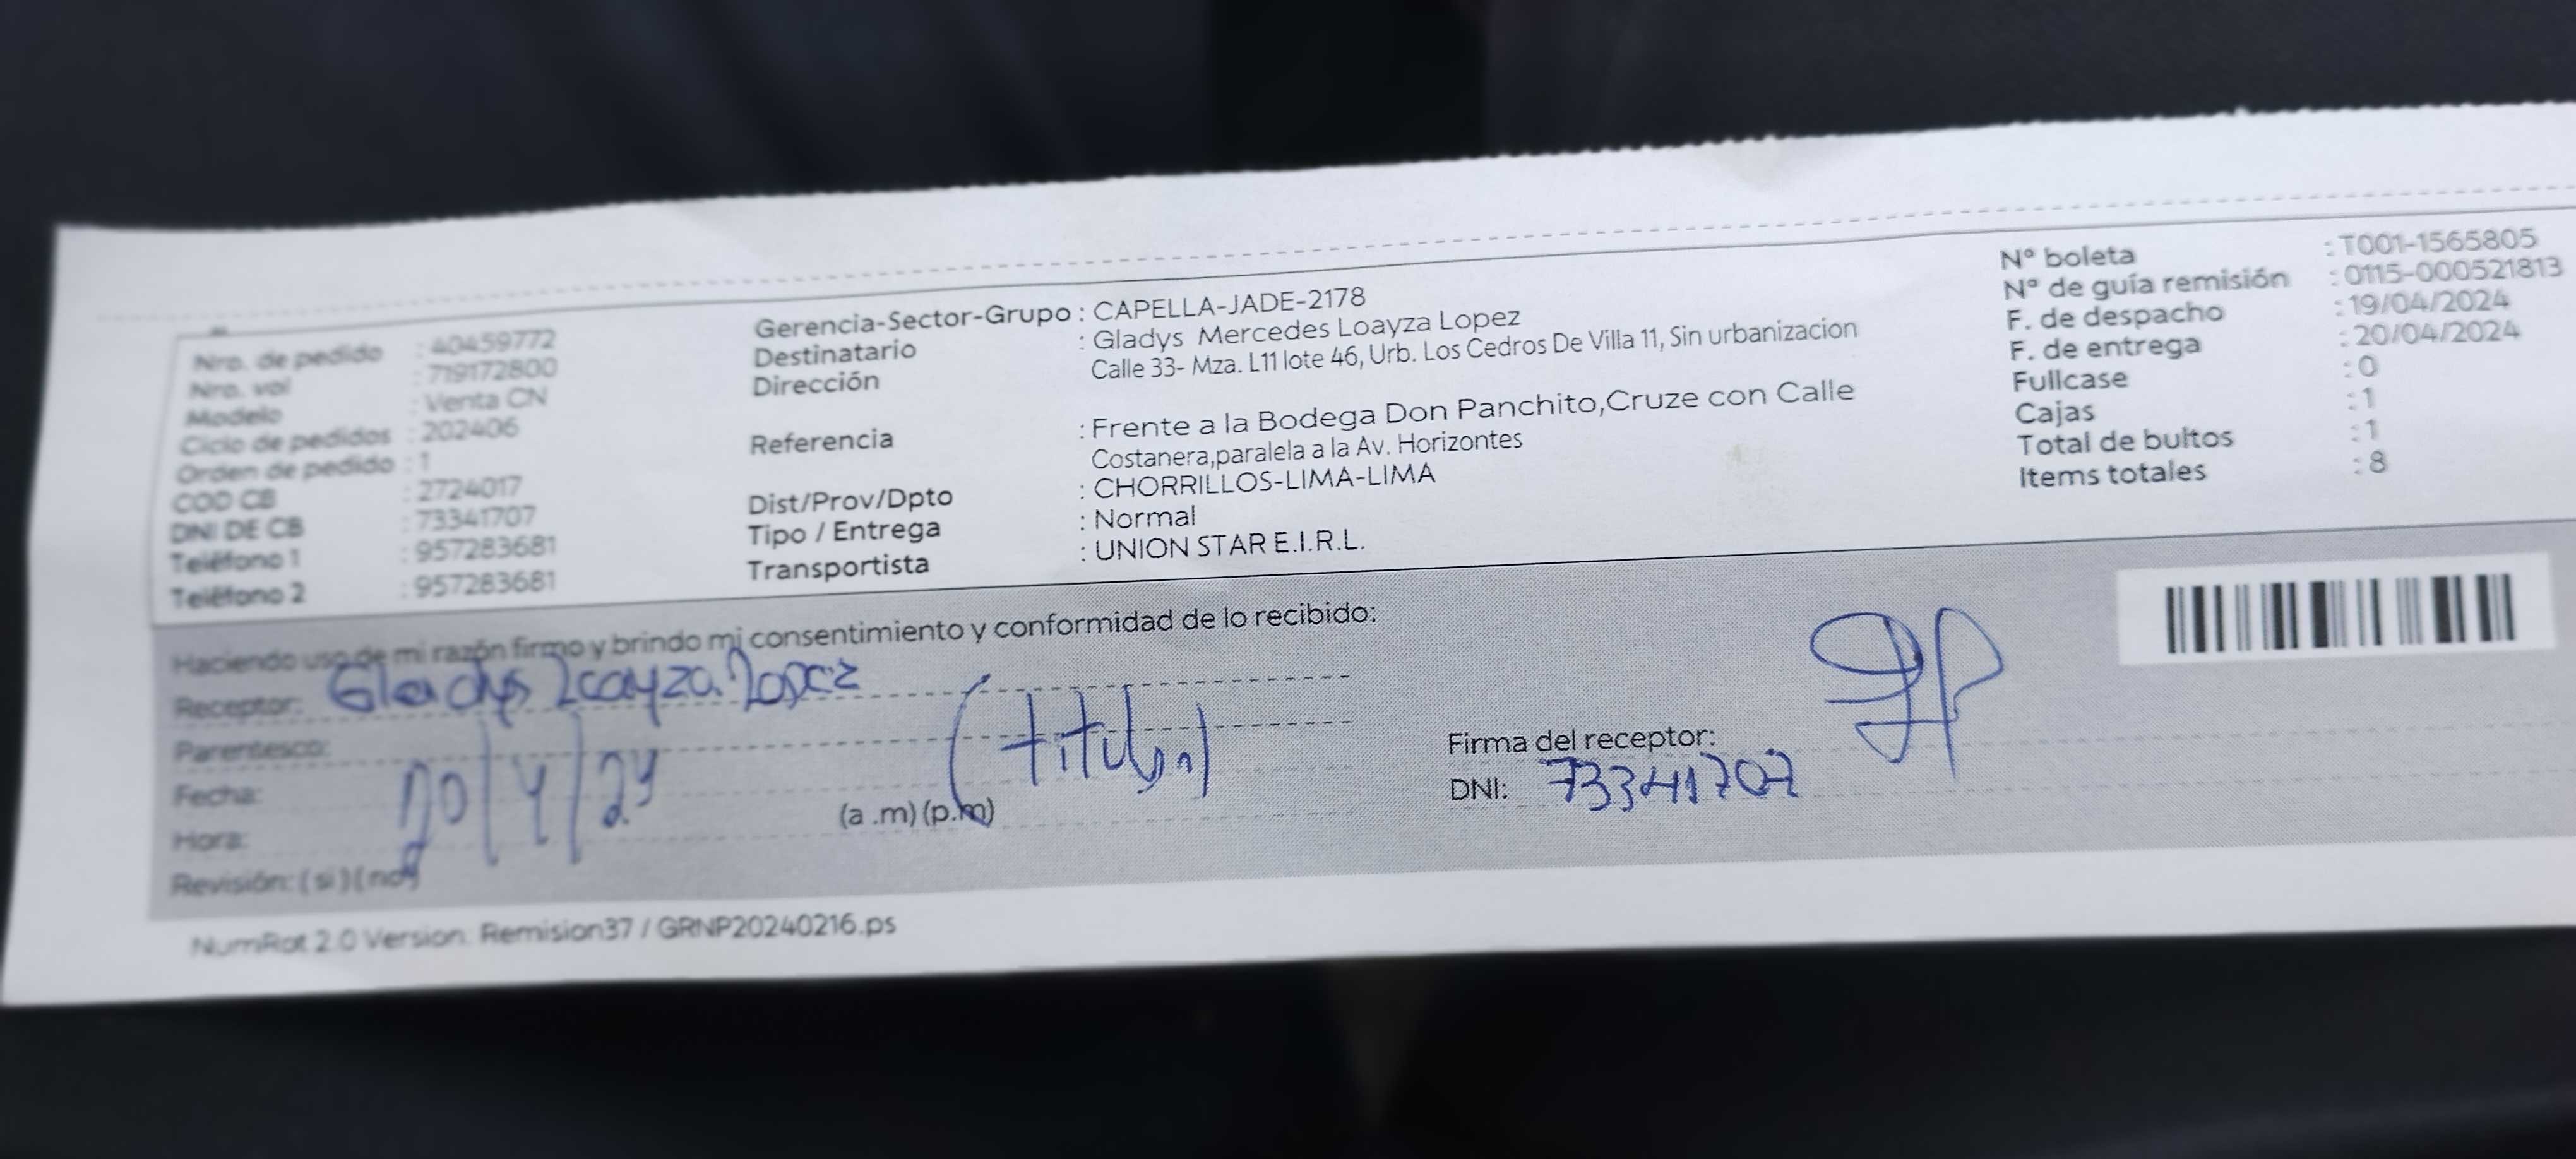 Nro. de pedido : 40459772
Nro. val : 719172800
Modelo : Venta CN
Ciclo de pedidos : 202406
Orden de pedido : 1
COD CB : 2724017
DNI DE CB : 73341707
Teléfono 1 : 957283681
Teléfono 2 : 957283681
Gerencia-Sector-Grupo : CAPELLA-JADE-2178
Destinatario : Gladys Mercedes Loayza Lopez
Dirección Calle 33- Mza. L11 lote 46, Urb. Los Cedros De Villa 11, Sin urbanizacion
Referencia : Frente a la Bodega Don Panchito,Cruze con Calle
Costanera,paralela a la Av. Horizontes
Dist/Prov/Dpto : CHORRILLOS-LIMA-LIMA
Tipo / Entrega : Normal
Transportista : UNION STAR E.I.R.L.
Nº boleta : T001-1565805
Nº de guía remisión : 0115-000521813
F. de despacho : 19/04/2024
F. de entrega : 20/04/2024
Fullcase : 0
Cajas : 1
Total de bultos : 1
Items totales : 8
Haciendo uso de mi razón firmo y brindo mi consentimiento y conformidad de lo recibido:
Receptor: Gladys Loayza Lopez
Parentesco: (titular)
Fecha: 20/4/24
Hora: (a .m) (p.m)
Revisión: ( si ) ( no )
Firma del receptor:
DNI: 73341707
NumRot 2.0 Version: Remision37 / GRNP20240216.ps